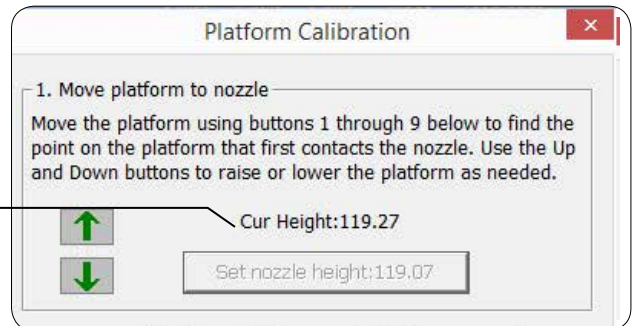 Platform Calibration
1. Move platform to nozzle
Move the platform using buttons 1 through 9 below to find the
point on the platform that first contacts the nozzle. Use the Up
and Down buttons to raise or lower the platform as needed.
Cur Height:119.27
Set nozzle height:119.07